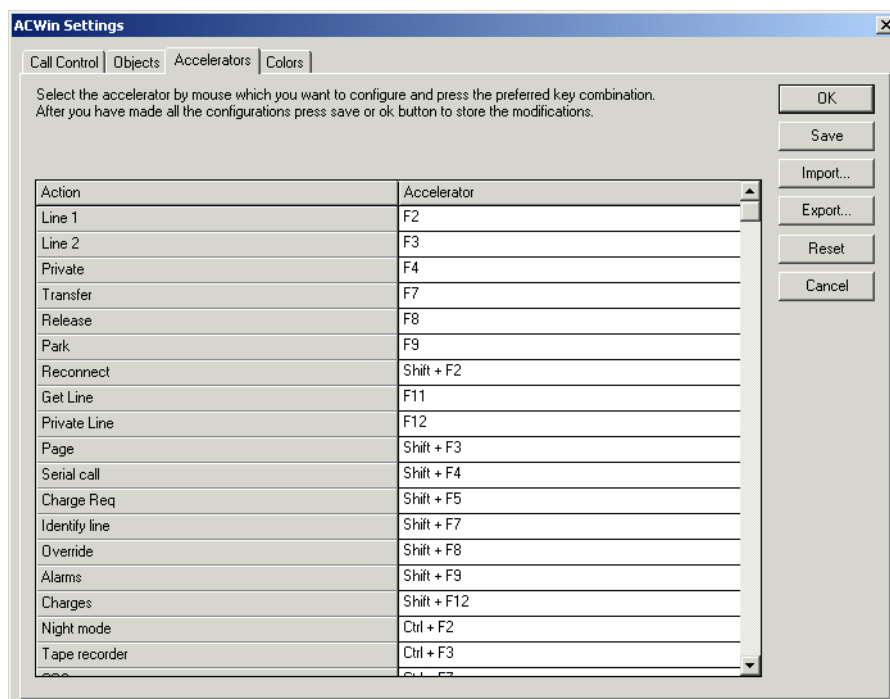 ACWin Settings
Call Control Objects Accelerators Colors
Select the accelerator by mouse which you want to configure and press the preferred key combination.
After you have made all the configurations press save or ok button to store the modifications.
OK
Save
Import...
Export...
Reset
Cancel
Action Accelerator
Line 1 F2
Line 2 F3
Private F4
Transfer F7
Release F8
Park F9
Reconnect Shift + F2
Get Line F11
Private Line F12
Page Shift + F3
Serial call Shift + F4
Charge Req Shift + F5
Identify line Shift + F7
Override Shift + F8
Alarms Shift + F9
Charges Shift + F12
Night mode Ctrl + F2
Tape recorder Ctrl + F3